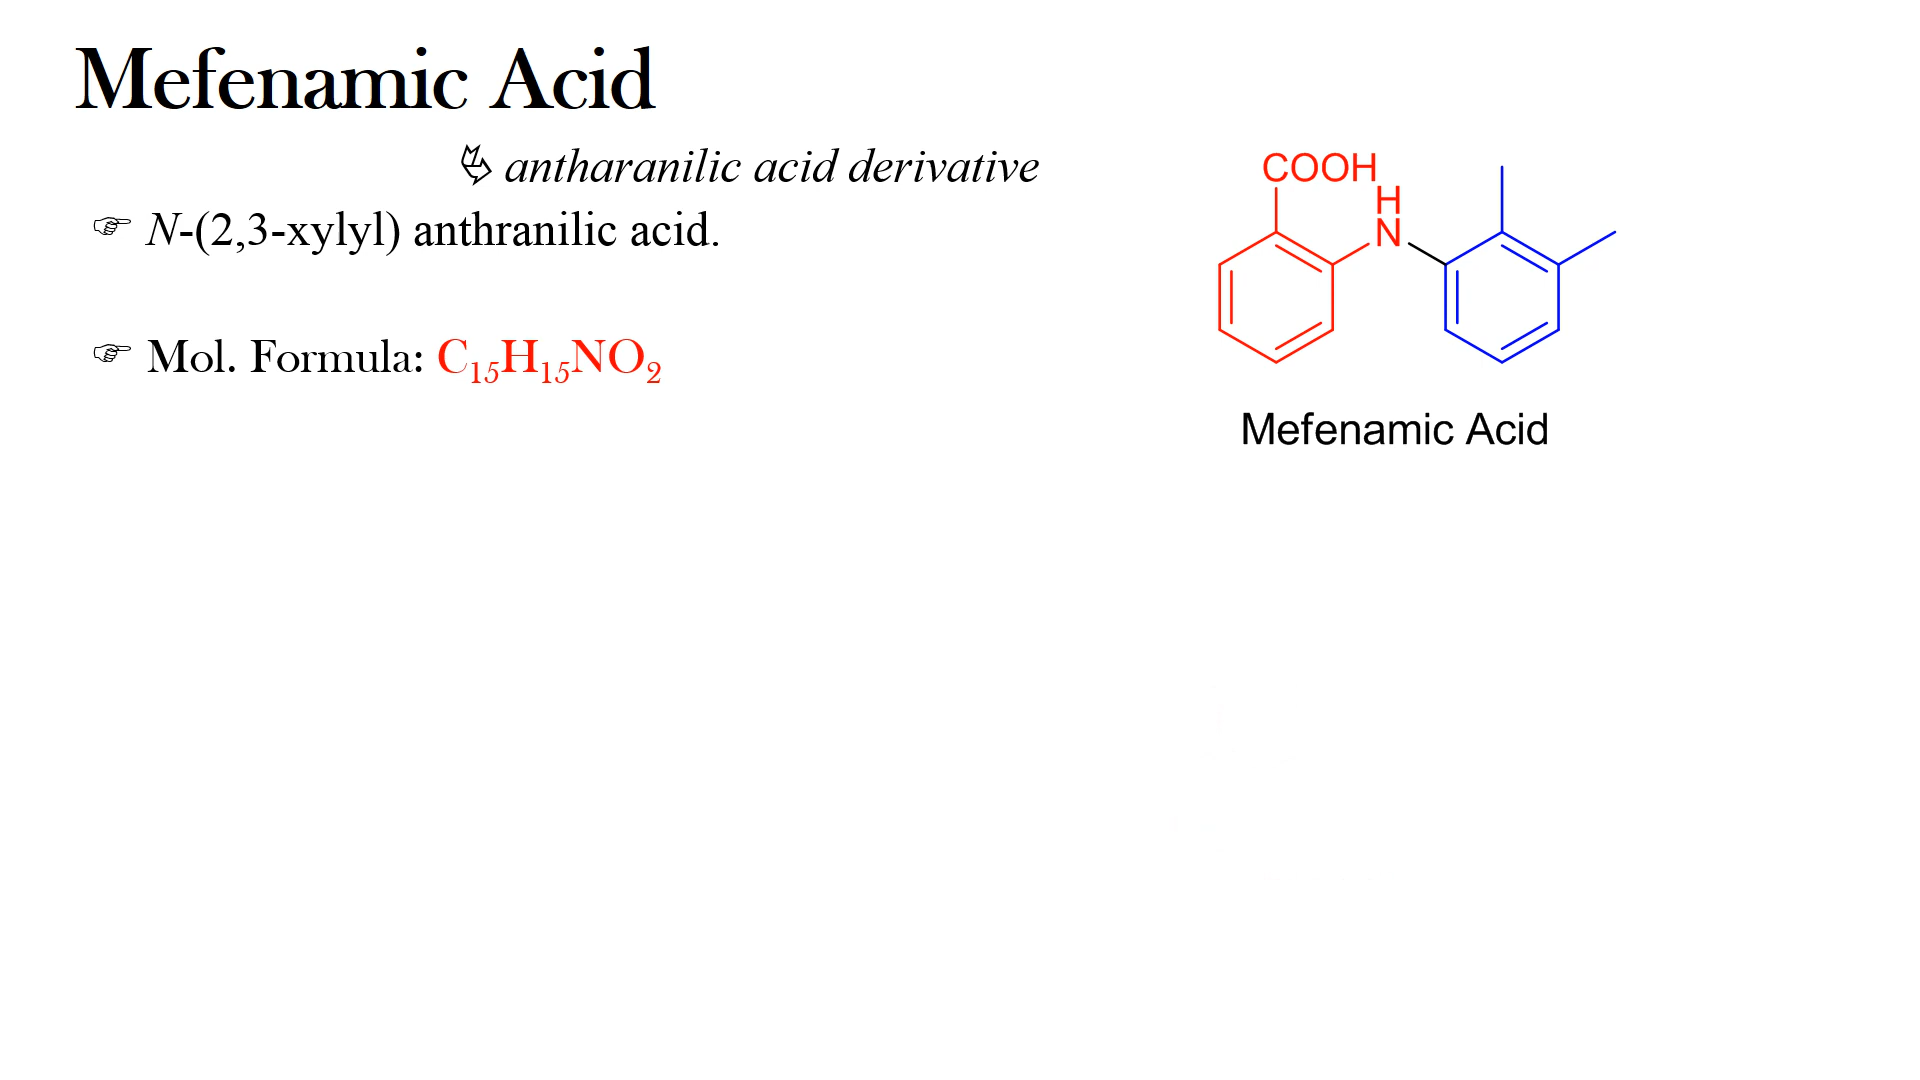 Mefenamic Acid
antharanilic acid derivative
N-(2,3-xylyl) anthranilic acid.
Mol. Formula: C15H15NO2
COOH
H
N
Mefenamic Acid